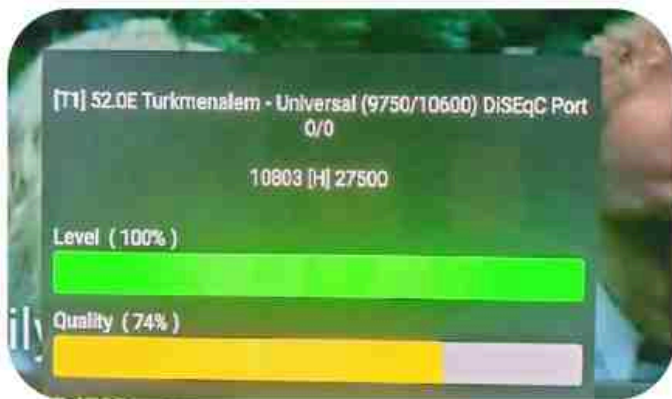 [T1] 52.0E Turkmenalem - Universal (9750/10600) DiSEqC Port
0/0
10803 [H] 27500
Level ( 100% )
Quality ( 74% )